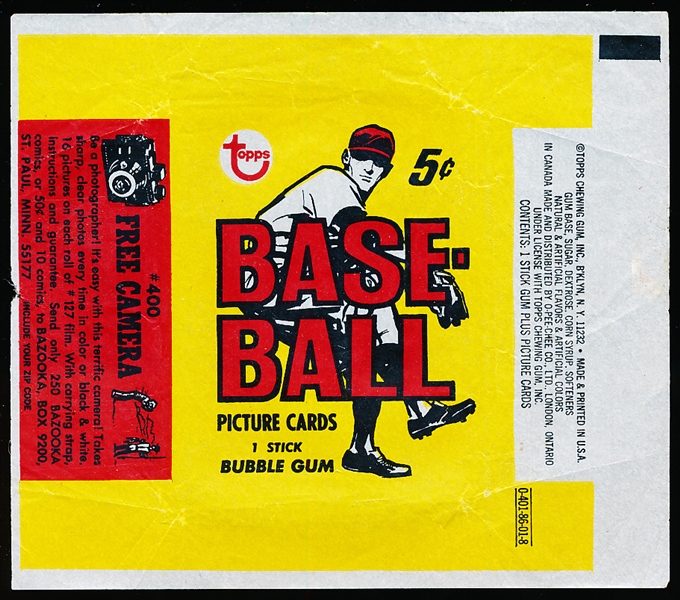 topps
5¢
BASE-
BALL
PICTURE CARDS
1 STICK
BUBBLE GUM
#400
FREE CAMERA
Be a photographer! It's easy with this terrific camera! Takes
sharp, clear photos every time in color or black & white.
16 pictures on each roll of #127 film. With carrying strap,
instructions and guarantee. Send only 250 BAZOOKA
comics, or 50¢ and 10 comics, to BAZOOKA, BOX 9200,
ST. PAUL, MINN. 55177 INCLUDE YOUR ZIP CODE
©TOPPS CHEWING GUM, INC., B'KLYN, N. Y. 11232 • MADE & PRINTED IN U.S.A.
GUM BASE, SUGAR, DEXTROSE, CORN SYRUP, SOFTENERS
NATURAL & ARTIFICIAL FLAVORS & ARTIFICIAL COLORS
IN CANADA MADE AND DISTRIBUTED BY O-PEE-CHEE CO., LTD., LONDON, ONTARIO
UNDER LICENSE WITH TOPPS CHEWING GUM, INC.
CONTENTS: 1 STICK GUM PLUS PICTURE CARDS
0-401-86-01-8